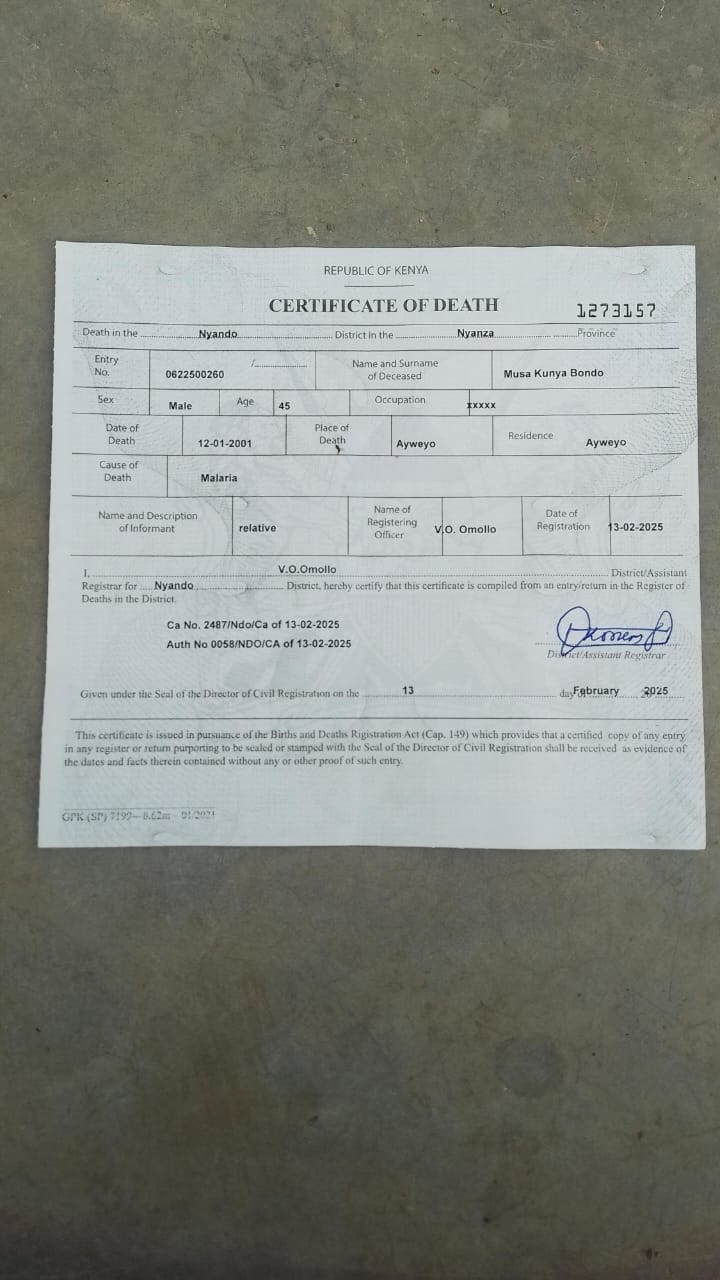 REPUBLIC OF KENYA
CERTIFICATE OF DEATH
1273157
Death in the Nyando District in the Nyanza Province
Entry No. 0622500260 /
Name and Surname of Deceased Musa Kunya Bondo
Sex Male Age 45 Occupation xxxxx
Date of Death 12-01-2001 Place of Death Ayweyo Residence Ayweyo
Cause of Death Malaria
Name and Description of Informant relative Name of Registering Officer V.O. Omollo Date of Registration 13-02-2025
I, V.O.Omollo District/Assistant
Registrar for Nyando District, hereby certify that this certificate is compiled from an entry/return in the Register of
Deaths in the District.
Ca No. 2487/Ndo/Ca of 13-02-2025
Auth No 0058/NDO/CA of 13-02-2025
District/Assistant Registrar
Given under the Seal of the Director of Civil Registration on the 13 day February 2025
This certificate is issued in pursuance of the Births and Deaths Rigistration Act (Cap. 149) which provides that a certified copy of any entry
in any register or return purporting to be sealed or stamped with the Seal of the Director of Civil Registration shall be received as evidence of
the dates and facts therein contained without any or other proof of such entry.
GPK (SP) 7199—8.62m 01/2021